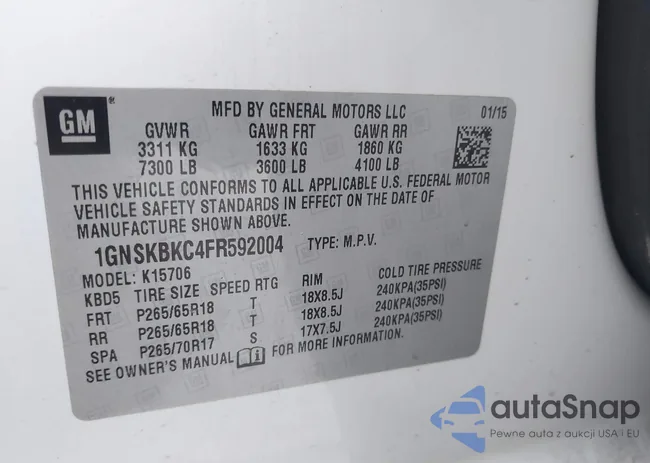 GM
MFD BY GENERAL MOTORS LLC 01/15
GVWR GAWR FRT GAWR RR
3311 KG 1633 KG 1860 KG
7300 LB 3600 LB 4100 LB
THIS VEHICLE CONFORMS TO ALL APPLICABLE U.S. FEDERAL MOTOR
VEHICLE SAFETY STANDARDS IN EFFECT ON THE DATE OF
MANUFACTURE SHOWN ABOVE.
1GNSKBKC4FR592004 TYPE: M.P.V.
MODEL: K15706
KBD5 TIRE SIZE SPEED RTG RIM COLD TIRE PRESSURE
FRT P265/65R18 T 18X8.5J 240KPA(35PSI)
RR P265/65R18 T 18X8.5J 240KPA(35PSI)
SPA P265/70R17 S 17X7.5J 240KPA(35PSI)
SEE OWNER'S MANUAL FOR MORE INFORMATION.
autaSnap
Pewne auta z aukcji USA i EU